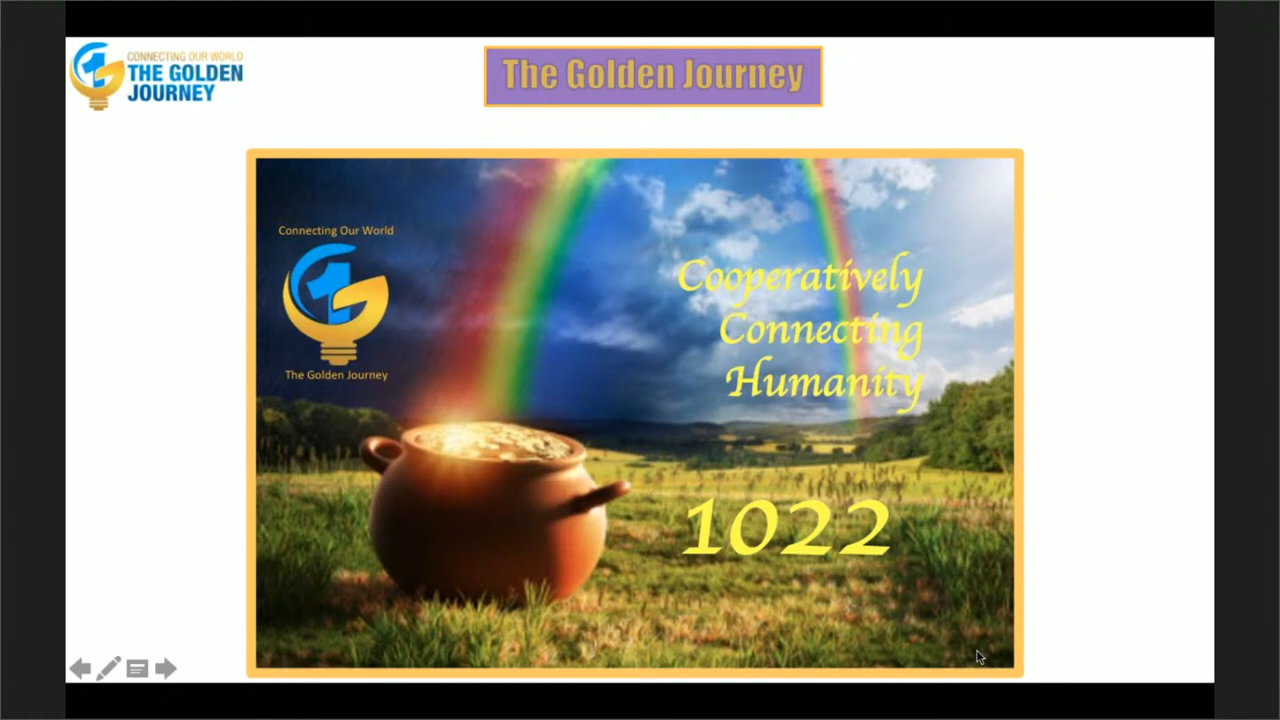 CONNECTING OUR WORLD
THE GOLDEN
JOURNEY
The Golden Journey
Connecting Our World
1G
The Golden Journey
Cooperatively
Connecting
Humanity
1022